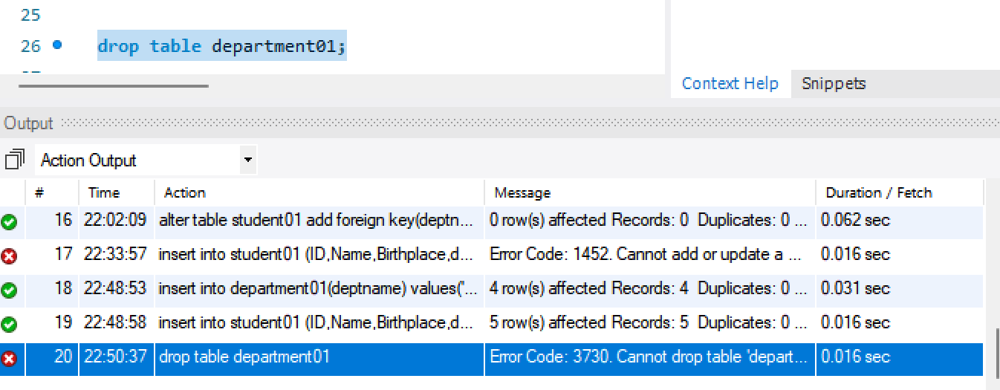 25
26 drop table department01;
Context Help Snippets
Output
Action Output
# Time Action Message Duration / Fetch
16 22:02:09 alter table student01 add foreign key(deptn... 0 row(s) affected Records: 0 Duplicates: 0 ... 0.062 sec
17 22:33:57 insert into student01 (ID,Name,Birthplace,d... Error Code: 1452. Cannot add or update a ... 0.016 sec
18 22:48:53 insert into department01(deptname) values('... 4 row(s) affected Records: 4 Duplicates: 0 ... 0.031 sec
19 22:48:58 insert into student01 (ID,Name,Birthplace,d... 5 row(s) affected Records: 5 Duplicates: 0 ... 0.016 sec
20 22:50:37 drop table department01 Error Code: 3730. Cannot drop table 'depart... 0.016 sec